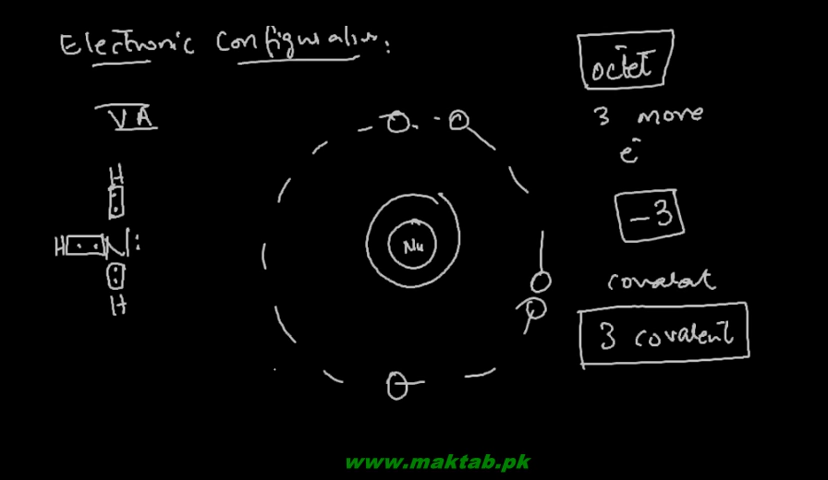 Electronic Configuration:
VA
H
H : N :
H
Nu
octet
3 more
e⁻
-3
covalent
3 covalent
www.maktab.pk